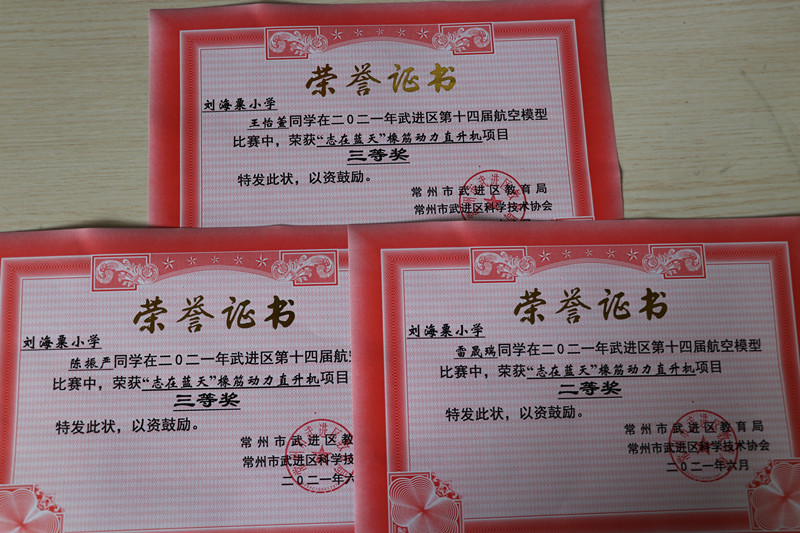 荣誉证书
刘海粟小学
王怡萱同学在二〇二一年武进区第十四届航空模型
比赛中，荣获“志在蓝天”橡筋动力直升机项目
三等奖
特发此状，以资鼓励。
常州市武进区教育局
常州市武进区科学技术协会
荣誉证书
刘海粟小学
陈振严同学在二〇二一年武进区第十四届航
比赛中，荣获“志在蓝天”橡筋动力直升机项目
三等奖
特发此状，以资鼓励。
常州市武进区教
常州市武进区科学技
二〇二一年六
荣誉证书
刘海粟小学
雷晟瑞同学在二〇二一年武进区第十四届航空模型
比赛中，荣获“志在蓝天”橡筋动力直升机项目
二等奖
特发此状，以资鼓励。
常州市武进区教育局
常州市武进区科学技术协会
二〇二一年六月